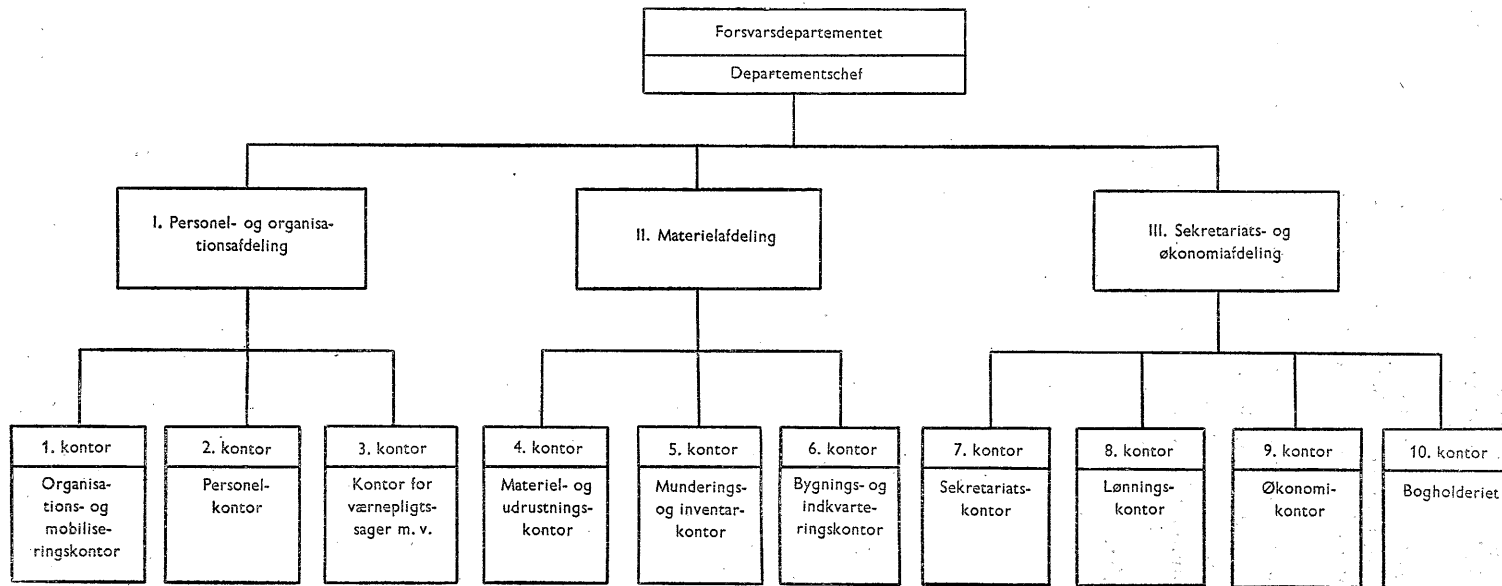 Forsvarsdepartementet
Departementschef
I. Personel- og organisa-
tionsafdeling
II. Materielafdeling
III. Sekretariats- og
økonomiafdeling
1. kontor
Organisa-
tions- og
mobilise-
ringskontor
2. kontor
Personel-
kontor
3. kontor
Kontor for
værnepligts-
sager m. v.
4. kontor
Materiel- og
udrustnings-
kontor
5. kontor
Munderings-
og inventar-
kontor
6. kontor
Bygnings- og
indkvarte-
ringskontor
7. kontor
Sekretariats-
kontor
8. kontor
Lønnings-
kontor
9. kontor
Økonomi-
kontor
10. kontor
Bogholderiet